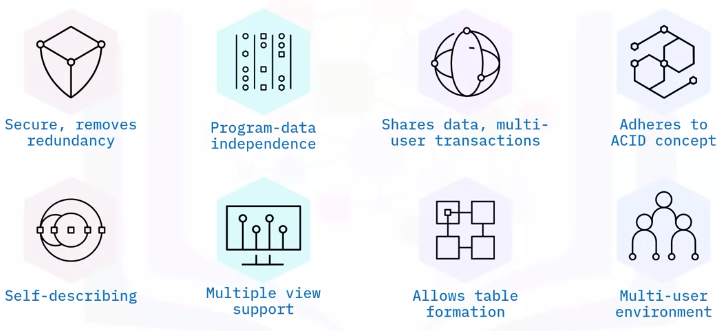 Secure, removes
redundancy
Program-data
independence
Shares data, multi-
user transactions
Adheres to
ACID concept
Self-describing
Multiple view
support
Allows table
formation
Multi-user
environment